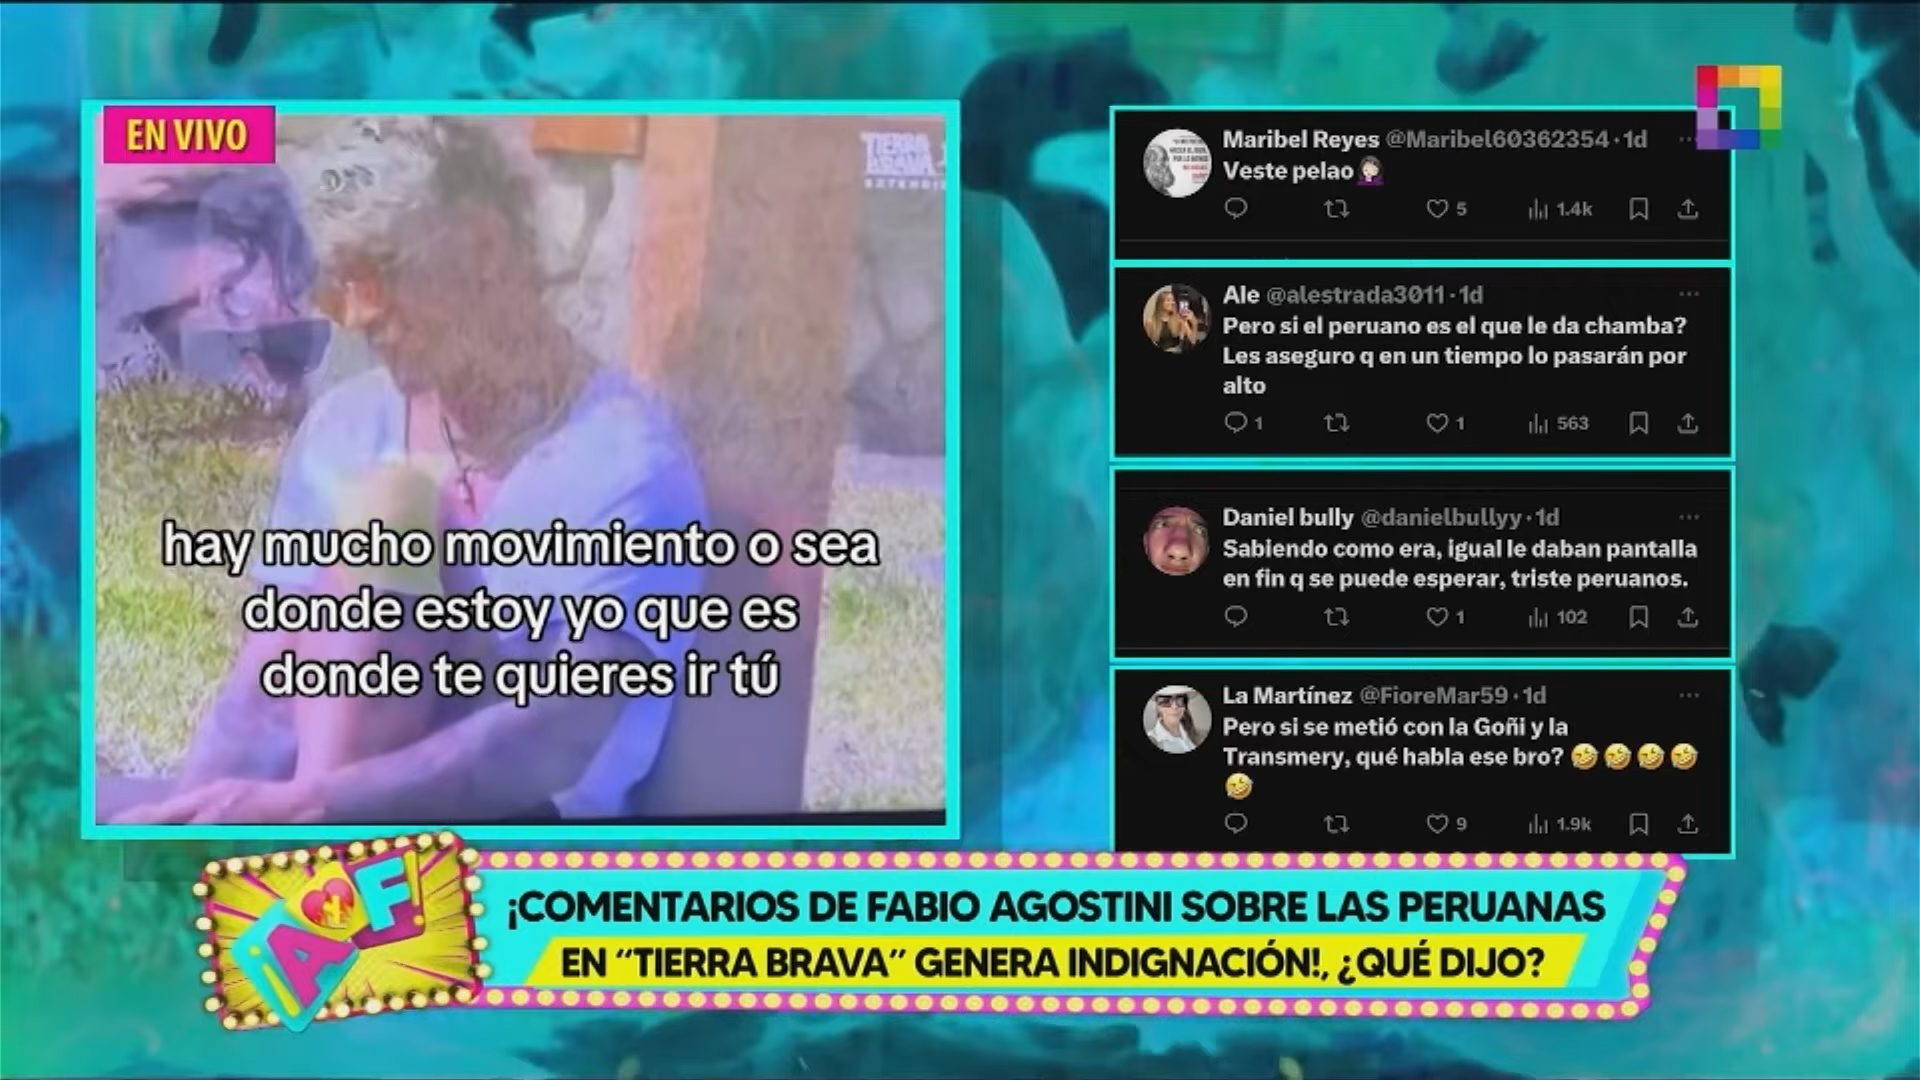 EN VIVO
TIERRA
BRAVA
EXTENDI
hay mucho movimiento o sea
donde estoy yo que es
donde te quieres ir tú
Maribel Reyes @Maribel60362354 · 1d
Veste pelao 🤦🏻‍♀️
5 1.4k
Ale @alestrada3011 · 1d
Pero si el peruano es el que le da chamba?
Les aseguro q en un tiempo lo pasarán por
alto
1 1 563
Daniel bully @danielbullyy · 1d
Sabiendo como era, igual le daban pantalla
en fin q se puede esperar, triste peruanos.
1 102
La Martínez @FioreMar59 · 1d
Pero si se metió con la Goñi y la
Transmery, qué habla ese bro? 🤣🤣🤣🤣
🤣
9 1.9k
¡A F!
¡COMENTARIOS DE FABIO AGOSTINI SOBRE LAS PERUANAS
EN “TIERRA BRAVA” GENERA INDIGNACIÓN!, ¿QUÉ DIJO?